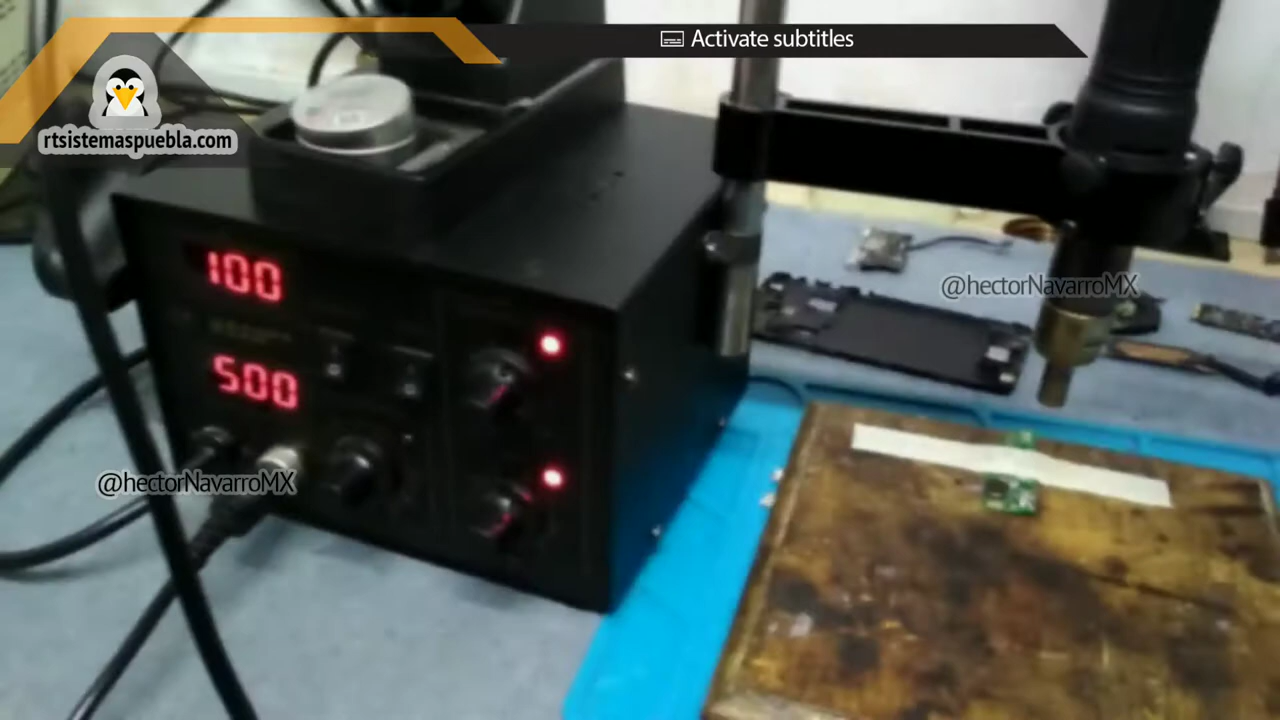 Activate subtitles
rtsistemaspuebla.com
100
@hectorNavarroMX
500
@hectorNavarroMX